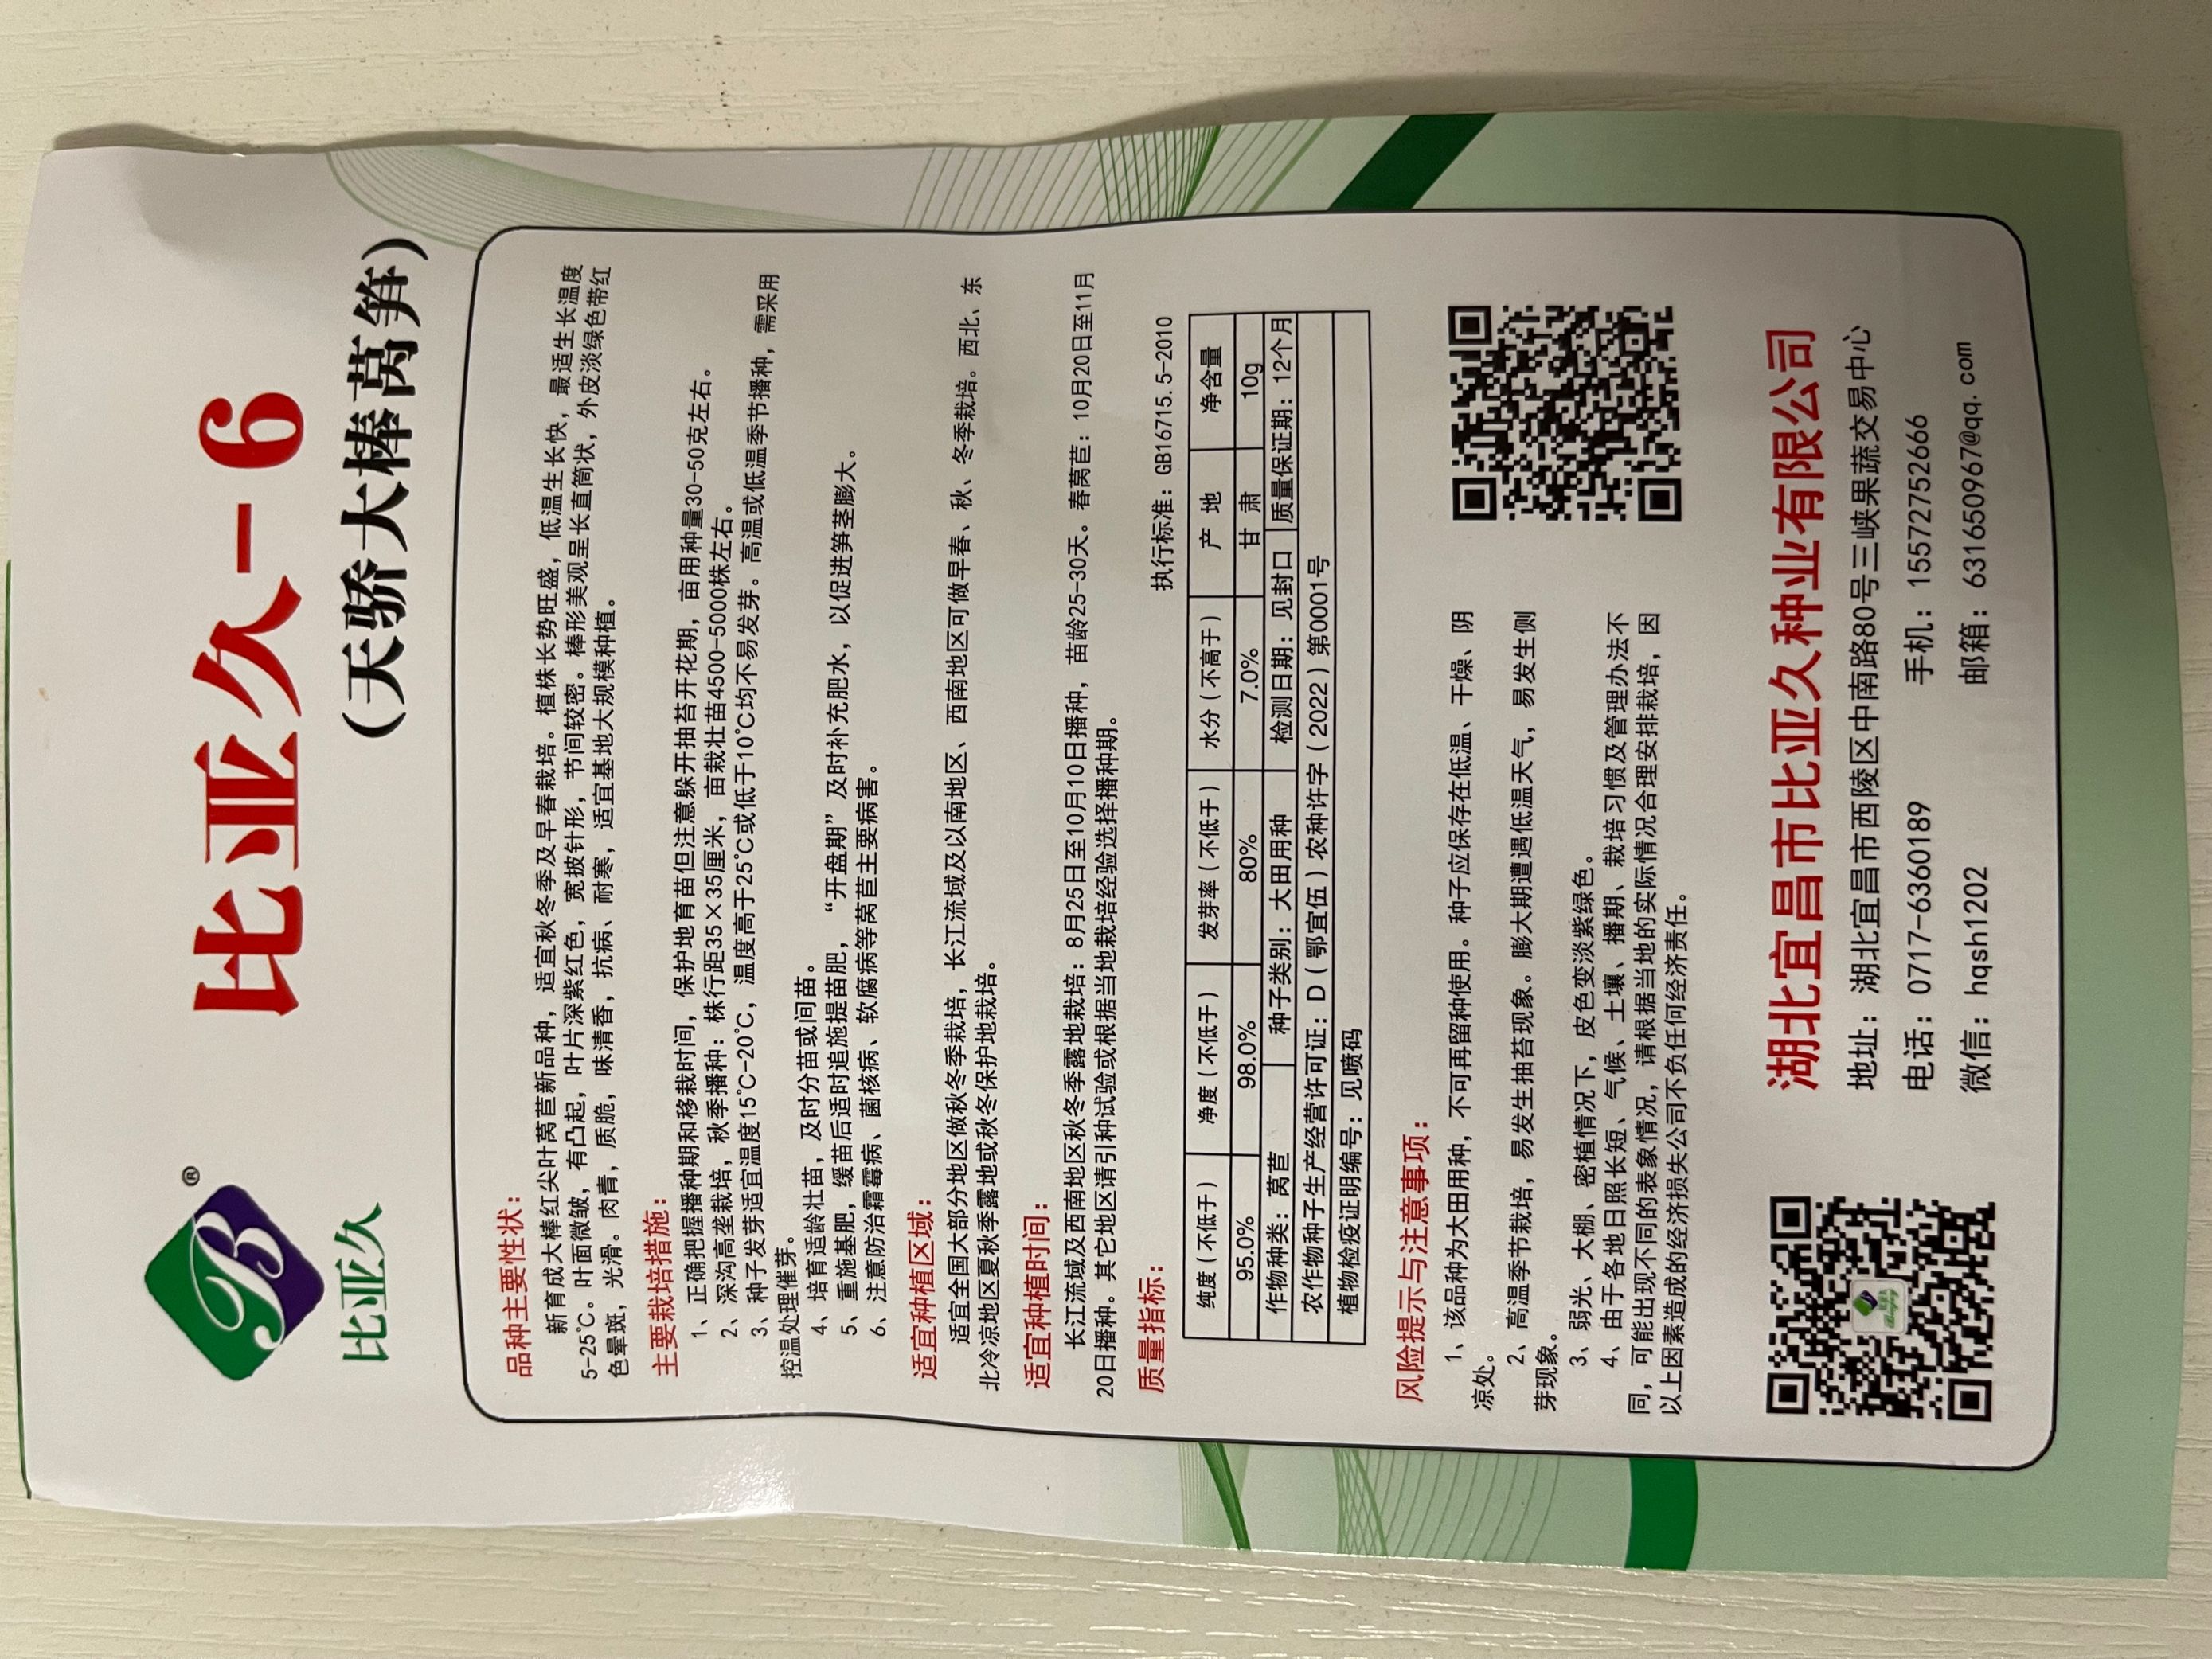 ®
比亚久
比亚久-6
（天骄大棒莴笋）
品种主要性状：
新育成大棒红尖叶莴苣新品种，适宜秋冬季及早春栽培。植株长势旺盛，低温生长快，最适生长温度
5-25℃。叶面微皱，有凸起，叶片深紫红色，宽披针形，节间较密。棒形美观呈长直筒状，外皮淡绿色带红
色晕斑，光滑。肉青，质脆，味清香，抗病、耐寒，适宜基地大规模种植。
主要栽培措施：
1、正确把握播种期和移栽时间，保护地育苗但注意躲开抽苔开花期，亩用种量30-50克左右。
2、深沟高垄栽培，秋季播种：株行距35×35厘米，亩栽壮苗4500-5000株左右。
3、种子发芽适宜温度15℃-20℃，温度高于25℃或低于10℃均不易发芽。高温或低温季节播种，需采用
控温处理催芽。
4、培育适龄壮苗，及时分苗或间苗。
5、重施基肥，缓苗后适时追施提苗肥，“开盘期”及时补充肥水，以促进笋茎膨大。
6、注意防治霜霉病、菌核病、软腐病等莴苣主要病害。
适宜种植区域：
适宜全国大部分地区做秋冬季栽培，长江流域及以南地区、西南地区可做早春、秋、冬季栽培。西北、东
北冷凉地区夏秋季露地或秋冬保护地栽培。
适宜种植时间：
长江流域及西南地区秋冬季露地栽培：8月25日至10月10日播种，苗龄25-30天。春莴苣：10月20日至11月
20日播种。其它地区请引种试验或根据当地栽培经验选择播种期。
质量指标：
执行标准：GB16715.5-2010
纯度（不低于） 净度（不低于） 发芽率（不低于） 水分（不高于） 产 地 净含量
95.0% 98.0% 80% 7.0% 甘 肃 10g
作物种类：莴苣 种子类别：大田用种 检测日期：见封口 质量保证期：12个月
农作物种子生产经营许可证：D（鄂宜伍）农种许字（2022）第0001号
植物检疫证明编号：见喷码
风险提示与注意事项：
1、该品种为大田用种，不可再留种使用。种子应保存在低温、干燥、阴
凉处。
2、高温季节栽培，易发生抽苔现象。膨大期遭遇低温天气，易发生侧
芽现象。
3、弱光、大棚、密植情况下，皮色变淡紫绿色。
4、由于各地日照长短、气候、土壤、播期、栽培习惯及管理办法不
同，可能出现不同的表象情况，请根据当地的实际情况合理安排栽培，因
以上因素造成的经济损失公司不负任何经济责任。
湖北宜昌市比亚久种业有限公司
地址：湖北宜昌市西陵区中南路80号三峡果蔬交易中心
电话：0717-6360189 手机：15572752666
微信：hqsh1202 邮箱：631650967@qq.com